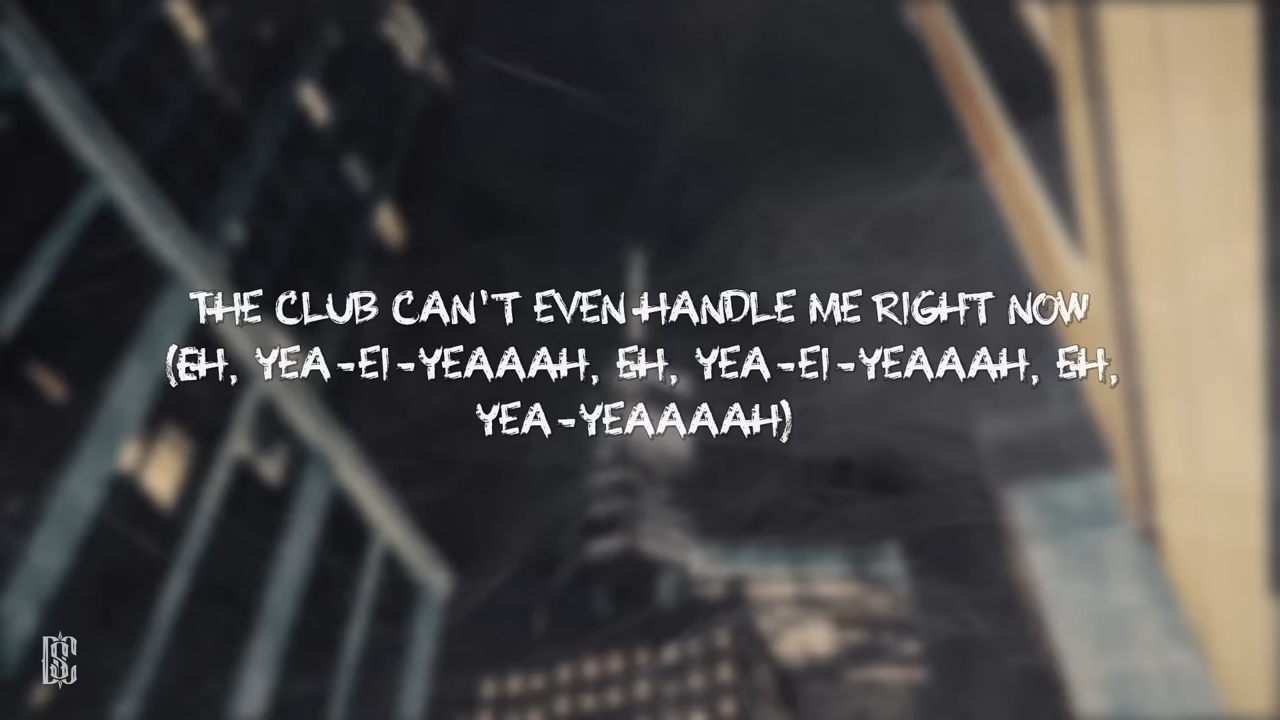 THE CLUB CAN'T EVEN HANDLE ME RIGHT NOW
(EH, YEA-EI-YEAAAH, EH, YEA-EI-YEAAAH, EH,
YEA-YEAAAAH)